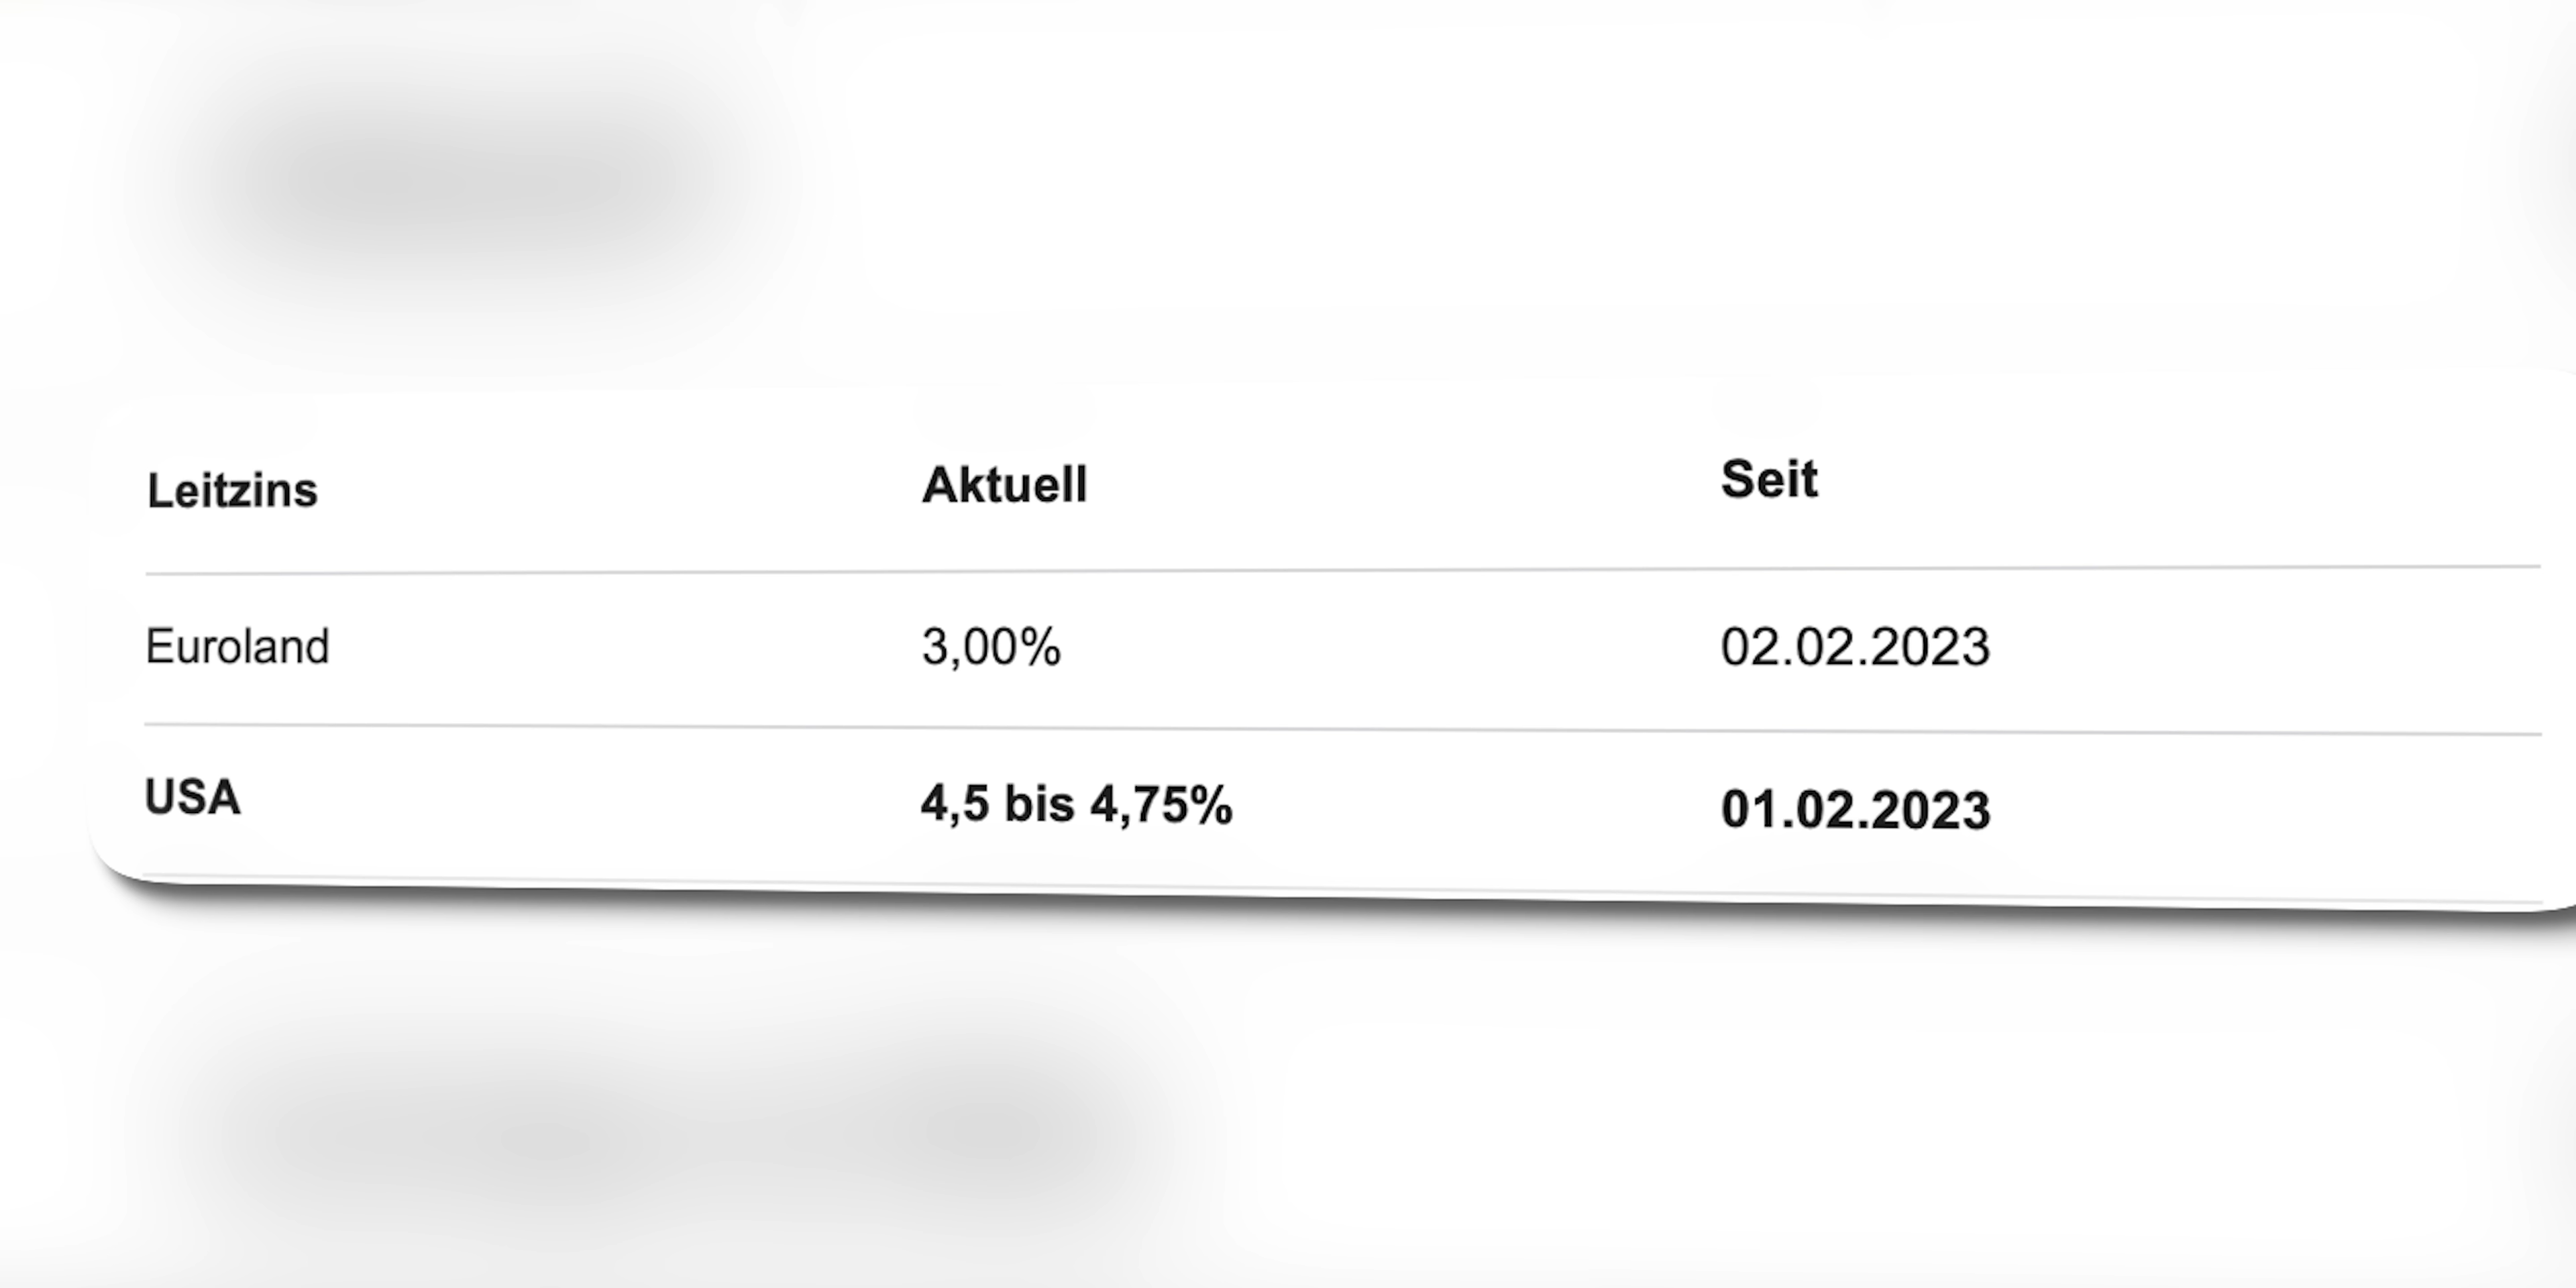 Leitzins Aktuell Seit
Euroland 3,00% 02.02.2023
USA 4,5 bis 4,75% 01.02.2023